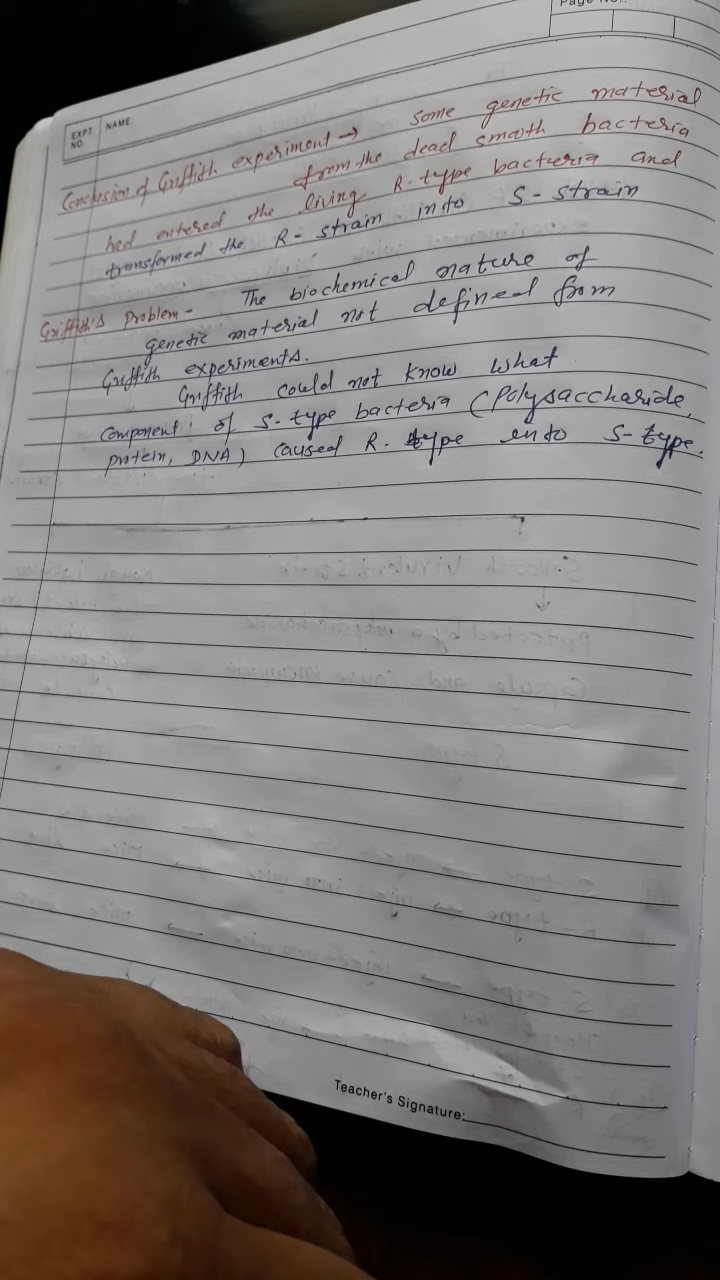 Page No.:
EXPT. NO.
NAME
Conclusion of Griffith experiment → Some genetic material
from the dead smooth bacteria
had entered the living R-type bacteria and
transformed the R-strain into S-strain
Griffith's Problem - The biochemical nature of
genetic material not defined from
Griffith experiments.
Griffith could not know what
component of S-type bacteria (Polysaccharide,
protein, DNA) caused R-type into S-type.
Teacher's Signature: